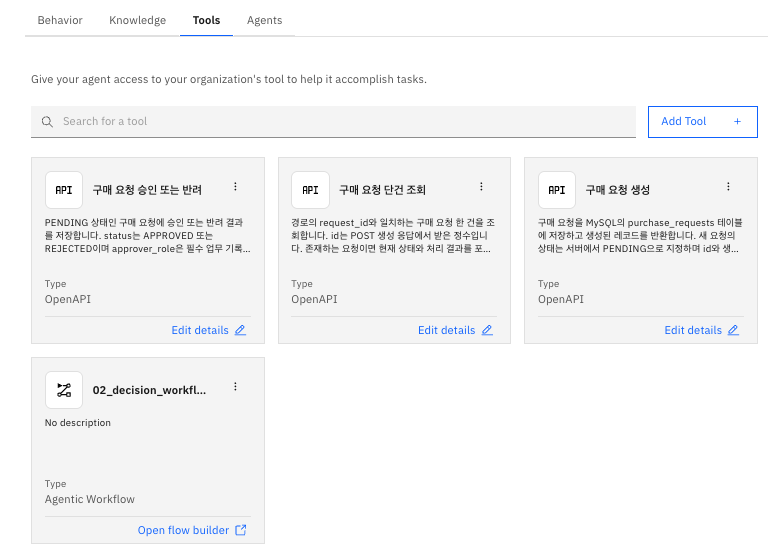 Behavior
Knowledge
Tools
Agents
Give your agent access to your organization's tool to help it accomplish tasks.
Search for a tool
Add Tool +
API
구매 요청 승인 또는 반려
PENDING 상태인 구매 요청에 승인 또는 반려 결과
를 저장합니다. status는 APPROVED 또는
REJECTED이며 approver_role은 필수 업무 기록...
Type
OpenAPI
Edit details
API
구매 요청 단건 조회
경로의 request_id와 일치하는 구매 요청 한 건을 조
회합니다. id는 POST 생성 응답에서 받은 정수입니
다. 존재하는 요청이면 현재 상태와 처리 결과를 포...
Type
OpenAPI
Edit details
API
구매 요청 생성
구매 요청을 MySQL의 purchase_requests 테이블
에 저장하고 생성된 레코드를 반환합니다. 새 요청의
상태는 서버에서 PENDING으로 지정하며 id와 생...
Type
OpenAPI
Edit details
02_decision_workfl...
No description
Type
Agentic Workflow
Open flow builder